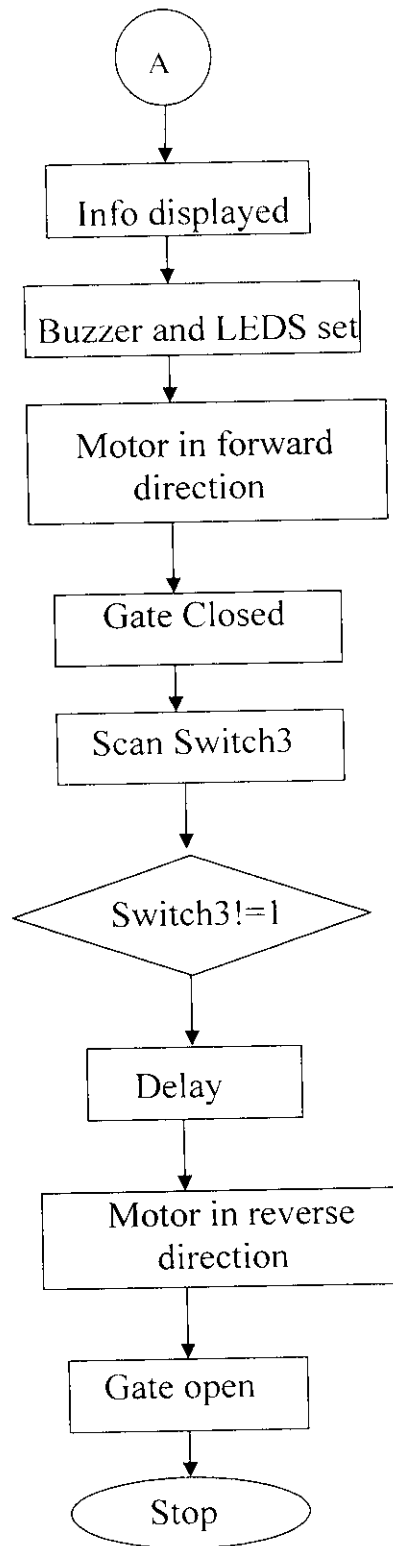 A
Info displayed
Buzzer and LEDS set
Motor in forward
direction
Gate Closed
Scan Switch3
Switch3!=1
Delay
Motor in reverse
direction
Gate open
Stop